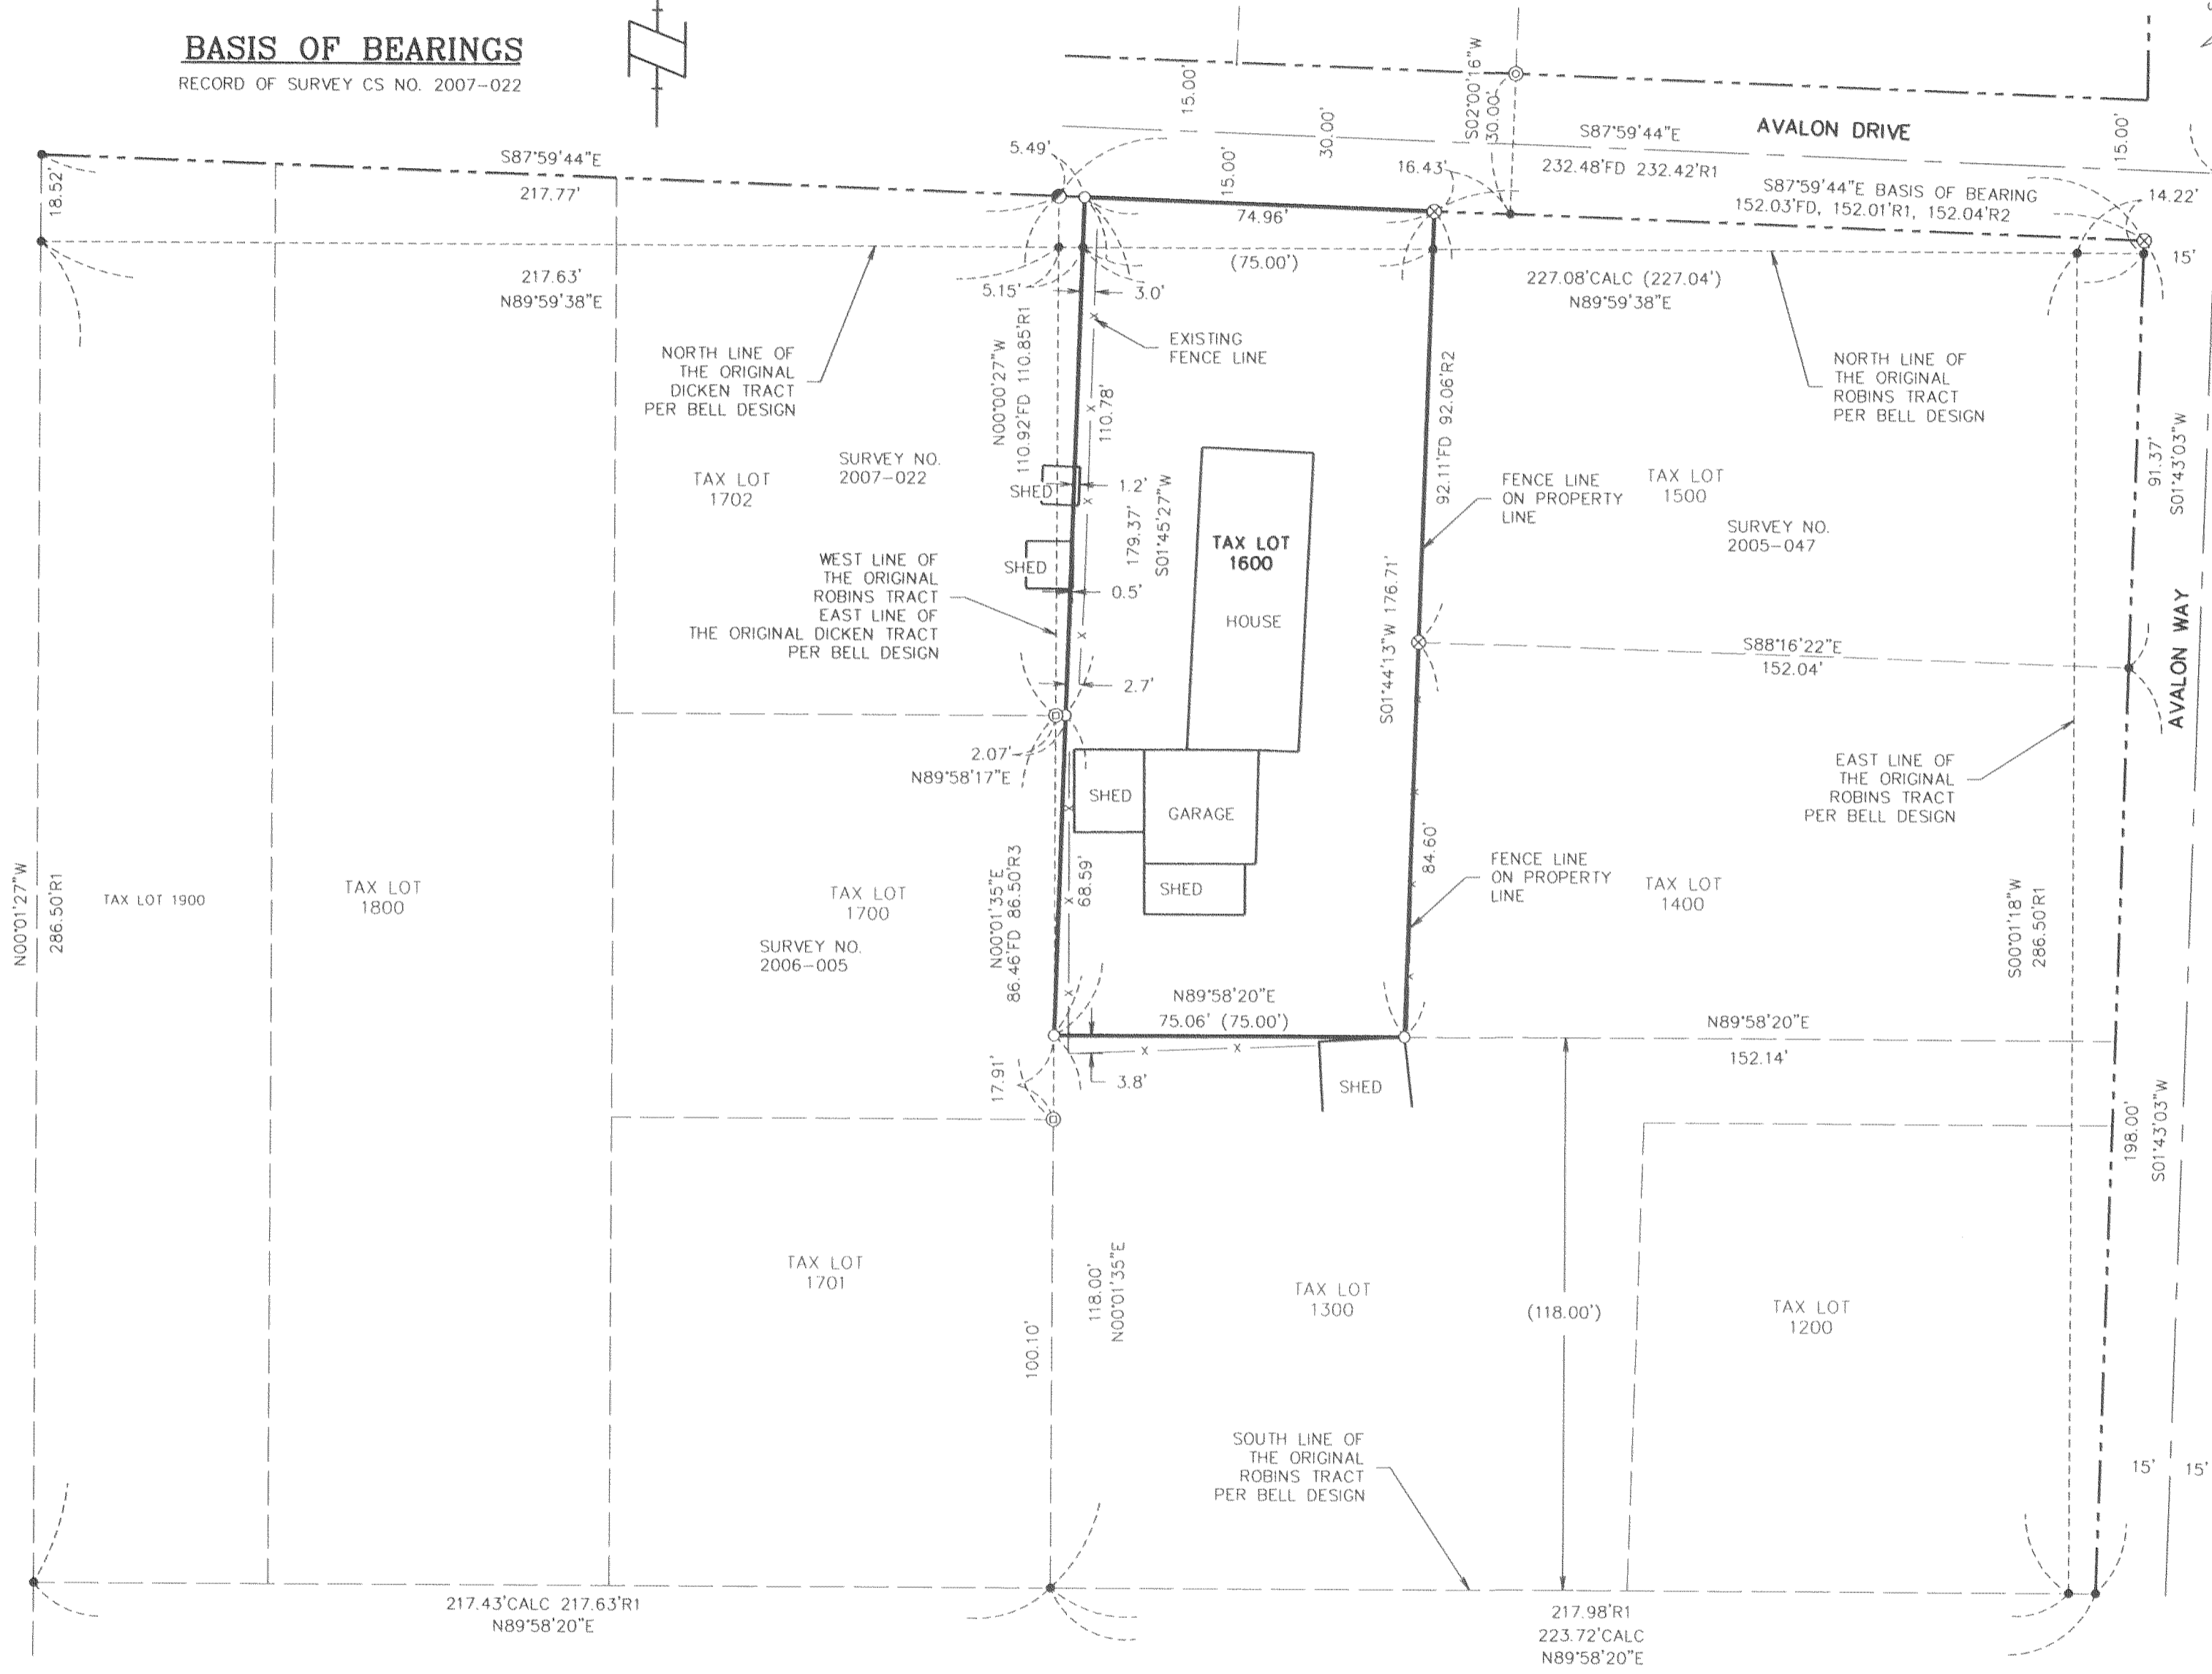 BASIS OF BEARINGS
RECORD OF SURVEY CS NO. 2007-022
15.00'
30.00'
15.00'
S02°00'16"W
30.00'
S87°59'44"E
AVALON DRIVE
15.00'
232.48'FD 232.42'R1
S87°59'44"E BASIS OF BEARING
152.03'FD, 152.01'R1, 152.04'R2
14.22'
15'
S87°59'44"E
217.77'
18.52'
5.49'
74.96'
16.43'
217.63'
N89°59'38"E
5.15'
3.0'
(75.00')
227.08'CALC (227.04')
N89°59'38"E
NORTH LINE OF
THE ORIGINAL
DICKEN TRACT
PER BELL DESIGN
N00°00'27"W
110.92'FD 110.85'R1
EXISTING
FENCE LINE
110.78'
92.11'FD 92.06'R2
NORTH LINE OF
THE ORIGINAL
ROBINS TRACT
PER BELL DESIGN
91.37'
S01°43'03"W
TAX LOT
1702
SURVEY NO.
2007-022
SHED
1.2'
179.37'
S01°45'27"W
FENCE LINE
ON PROPERTY
LINE
TAX LOT
1500
SURVEY NO.
2005-047
TAX LOT
1600
HOUSE
SHED
0.5'
WEST LINE OF
THE ORIGINAL
ROBINS TRACT
EAST LINE OF
THE ORIGINAL DICKEN TRACT
PER BELL DESIGN
S01°44'13"W 176.71'
S88°16'22"E
152.04'
AVALON WAY
2.7'
2.07'
N89°58'17"E
SHED
GARAGE
SHED
EAST LINE OF
THE ORIGINAL
ROBINS TRACT
PER BELL DESIGN
84.60'
FENCE LINE
ON PROPERTY
LINE
TAX LOT
1400
N00°01'27"W
286.50'R1
TAX LOT 1900
TAX LOT
1800
TAX LOT
1700
SURVEY NO.
2006-005
N00°01'35"E
86.46'FD 86.50'R3
68.59'
S00°01'18"W
286.50'R1
N89°58'20"E
75.06' (75.00')
N89°58'20"E
152.14'
17.91'
3.8'
SHED
198.00'
S01°43'03"W
TAX LOT
1701
118.00'
N00°01'35"E
100.10'
TAX LOT
1300
(118.00')
TAX LOT
1200
SOUTH LINE OF
THE ORIGINAL
ROBINS TRACT
PER BELL DESIGN
15'
15'
217.43'CALC 217.63'R1
N89°58'20"E
217.98'R1
223.72'CALC
N89°58'20"E